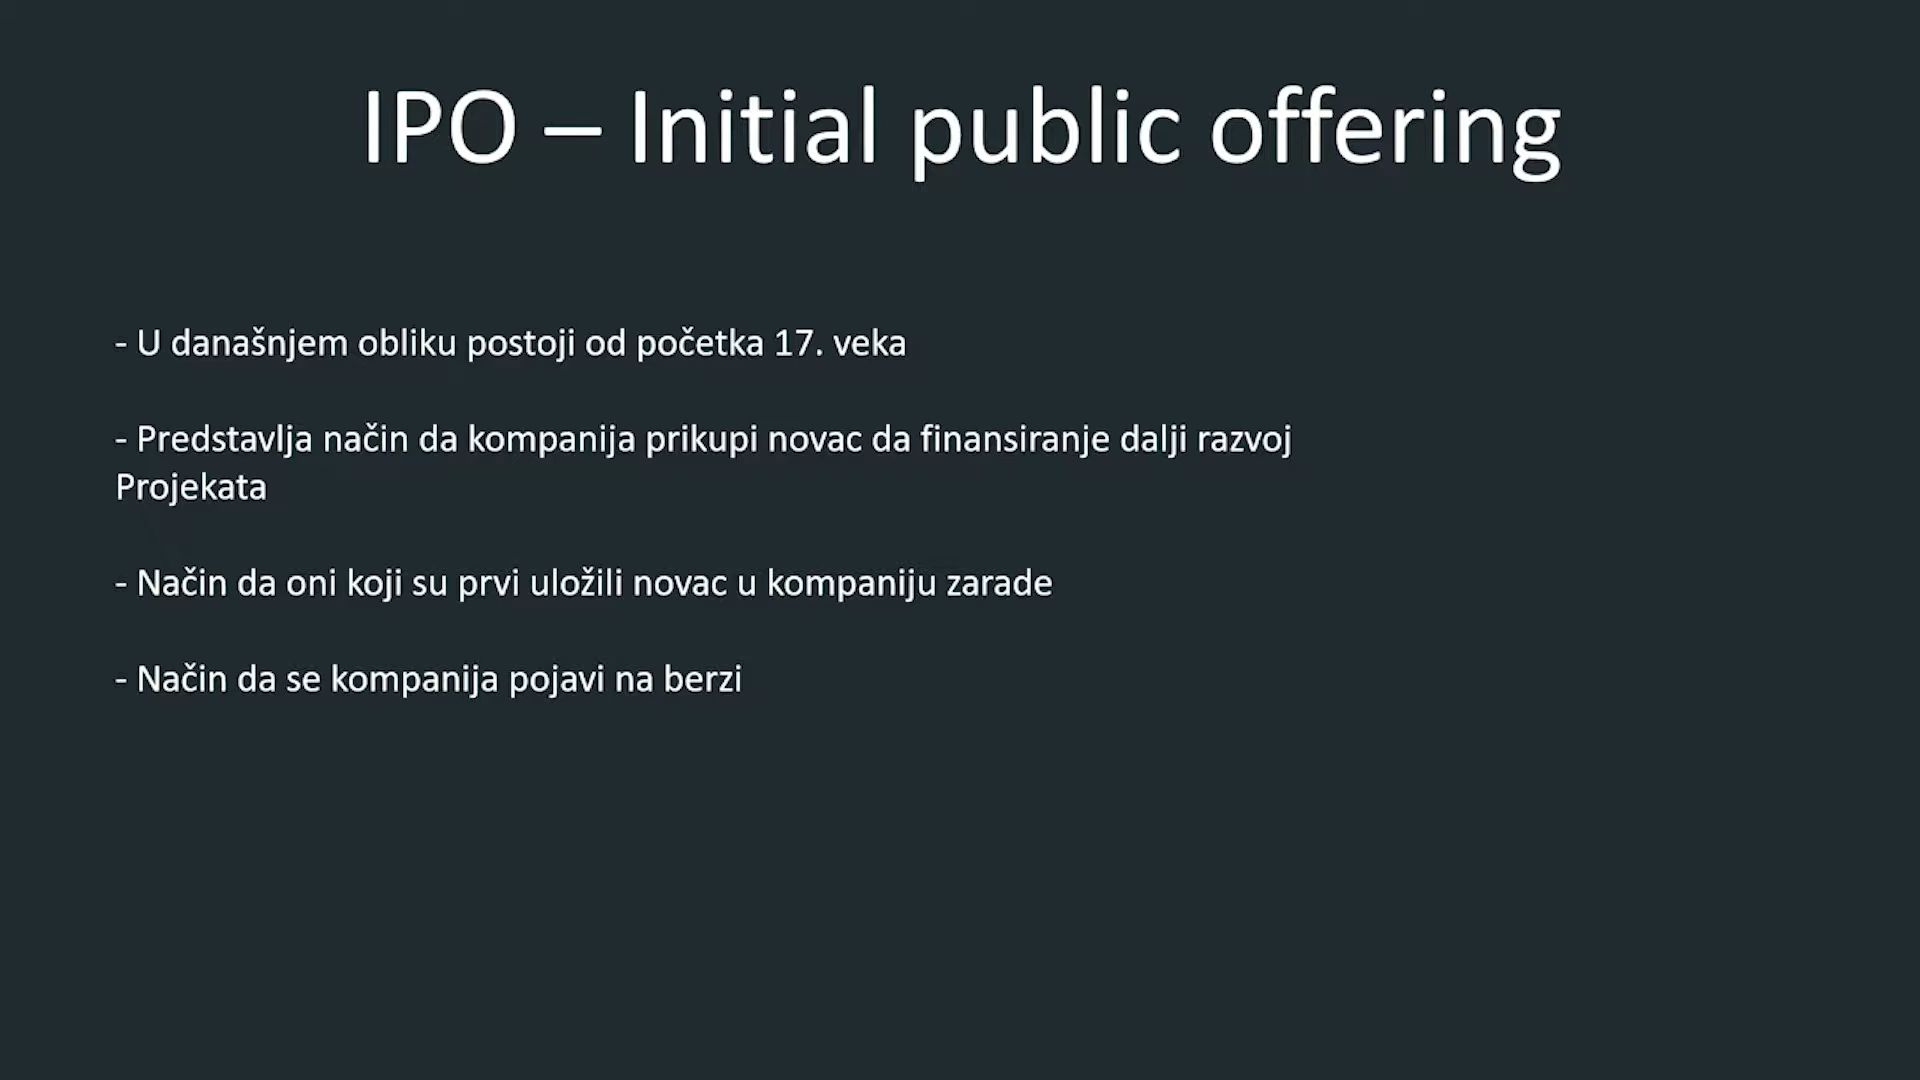 IPO – Initial public offering
- U današnjem obliku postoji od početka 17. veka
- Predstavlja način da kompanija prikupi novac da finansiranje dalji razvoj
Projekata
- Način da oni koji su prvi uložili novac u kompaniju zarade
- Način da se kompanija pojavi na berzi